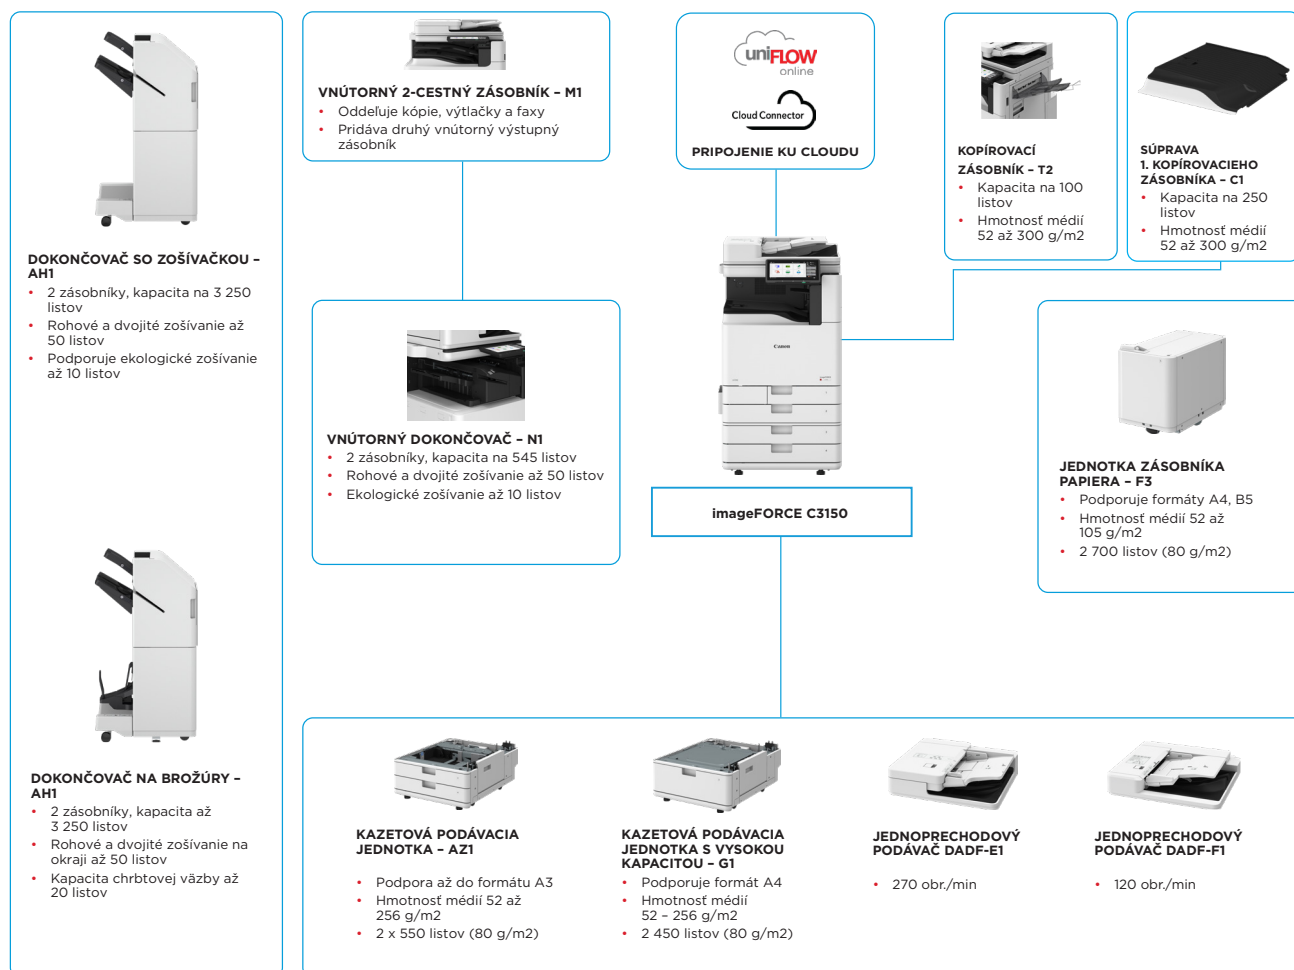 DOKONČOVAČ SO ZOŠÍVAČKOU –
AH1
• 2 zásobníky, kapacita na 3 250
listov
• Rohové a dvojité zošívanie až
50 listov
• Podporuje ekologické zošívanie
až 10 listov
DOKONČOVAČ NA BROŽÚRY –
AH1
• 2 zásobníky, kapacita až
3 250 listov
• Rohové a dvojité zošívanie na
okraji až 50 listov
• Kapacita chrbtovej väzby až
20 listov
VNÚTORNÝ 2-CESTNÝ ZÁSOBNÍK – M1
• Oddeľuje kópie, výtlačky a faxy
• Pridáva druhý vnútorný výstupný
zásobník
VNÚTORNÝ DOKONČOVAČ – N1
• 2 zásobníky, kapacita na 545 listov
• Rohové a dvojité zošívanie až 50 listov
• Ekologické zošívanie až 10 listov
uniFLOW
online
Cloud Connector
PRIPOJENIE KU CLOUDU
Canon
imageFORCE C3150
KOPÍROVACÍ
ZÁSOBNÍK – T2
• Kapacita na 100
listov
• Hmotnosť médií
52 až 300 g/m2
SÚPRAVA
1. KOPÍROVACIEHO
ZÁSOBNÍKA – C1
• Kapacita na 250
listov
• Hmotnosť médií
52 až 300 g/m2
JEDNOTKA ZÁSOBNÍKA
PAPIERA – F3
• Podporuje formáty A4, B5
• Hmotnosť médií 52 až
105 g/m2
• 2 700 listov (80 g/m2)
KAZETOVÁ PODÁVACIA
JEDNOTKA – AZ1
• Podpora až do formátu A3
• Hmotnosť médií 52 až
256 g/m2
• 2 x 550 listov (80 g/m2)
KAZETOVÁ PODÁVACIA
JEDNOTKA S VYSOKOU
KAPACITOU – G1
• Podporuje formát A4
• Hmotnosť médií
52 – 256 g/m2
• 2 450 listov (80 g/m2)
JEDNOPRECHODOVÝ
PODÁVAČ DADF-E1
• 270 obr./min
JEDNOPRECHODOVÝ
PODÁVAČ DADF-F1
• 120 obr./min